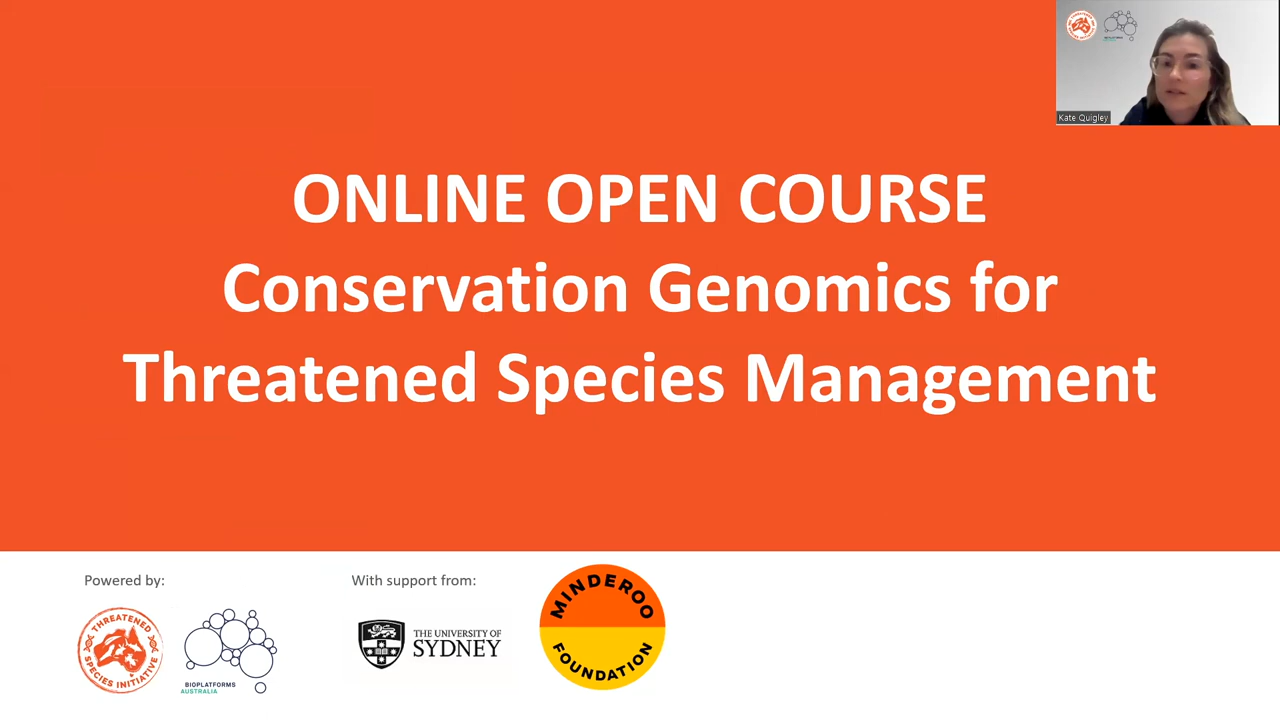 Kate Quigley
ONLINE OPEN COURSE
Conservation Genomics for
Threatened Species Management
Powered by:
With support from:
THREATENED
SPECIES INITIATIVE
BIOPLATFORMS
AUSTRALIA
THE UNIVERSITY OF
SYDNEY
MINDEROO
FOUNDATION